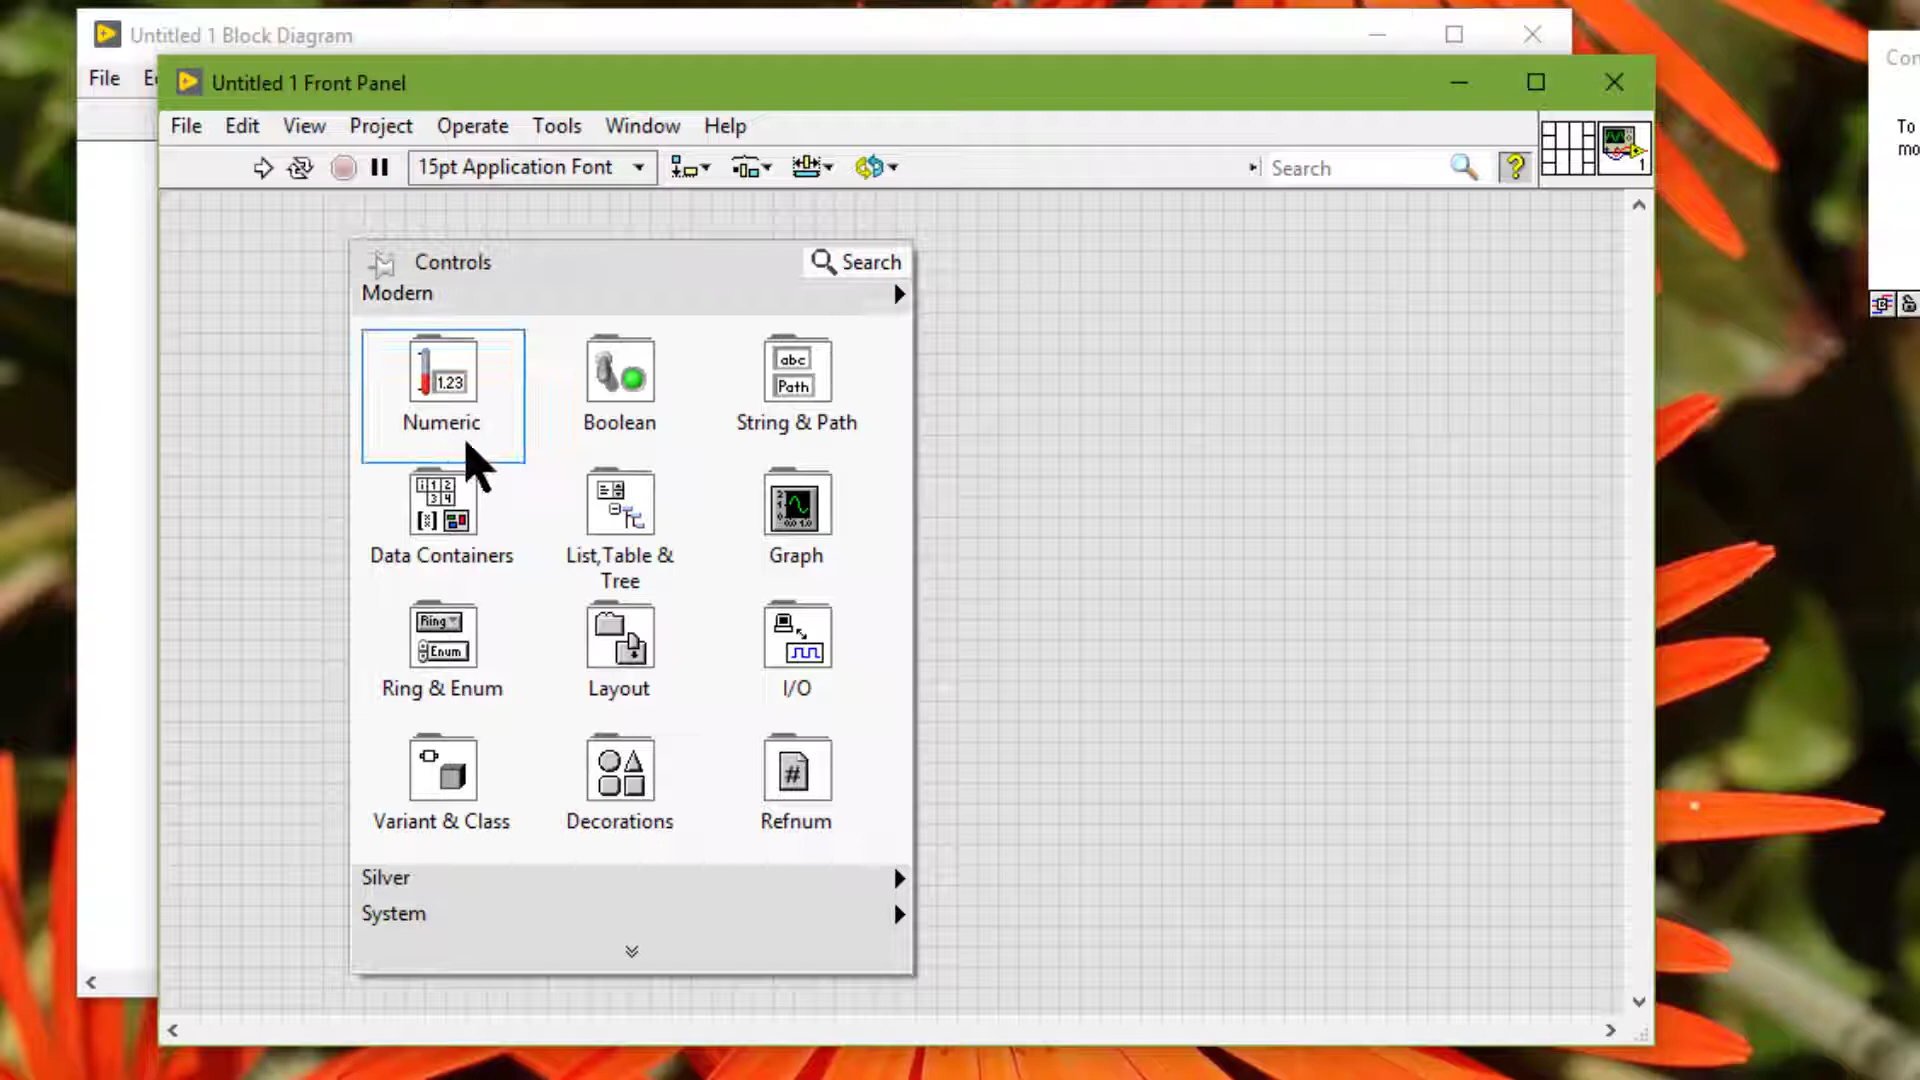 Untitled 1 Block Diagram
File
Untitled 1 Front Panel
File Edit View Project Operate Tools Window Help
15pt Application Font
Search
1
Controls
Search
Modern
1.23
abc
Path
Numeric
Boolean
String & Path
Data Containers
List,Table &
Tree
Graph
Ring
Enum
Ring & Enum
Layout
I/O
#
Variant & Class
Decorations
Refnum
Silver
System
To